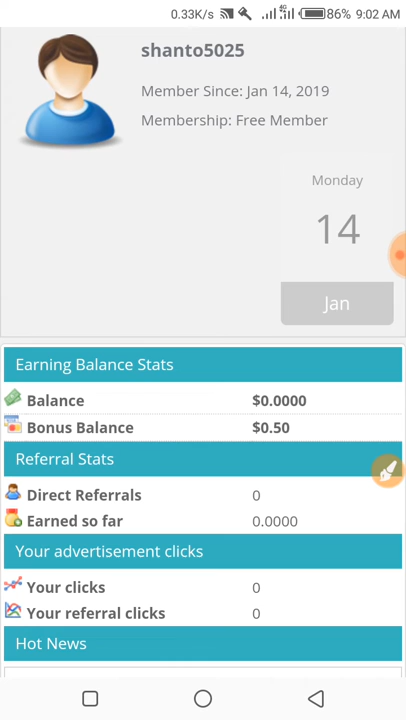 0.33K/s 4G 86% 9:02 AM
shanto5025
Member Since: Jan 14, 2019
Membership: Free Member
Monday
14
Jan
Earning Balance Stats
Balance $0.0000
Bonus Balance $0.50
Referral Stats
Direct Referrals 0
Earned so far 0.0000
Your advertisement clicks
Your clicks 0
Your referral clicks 0
Hot News